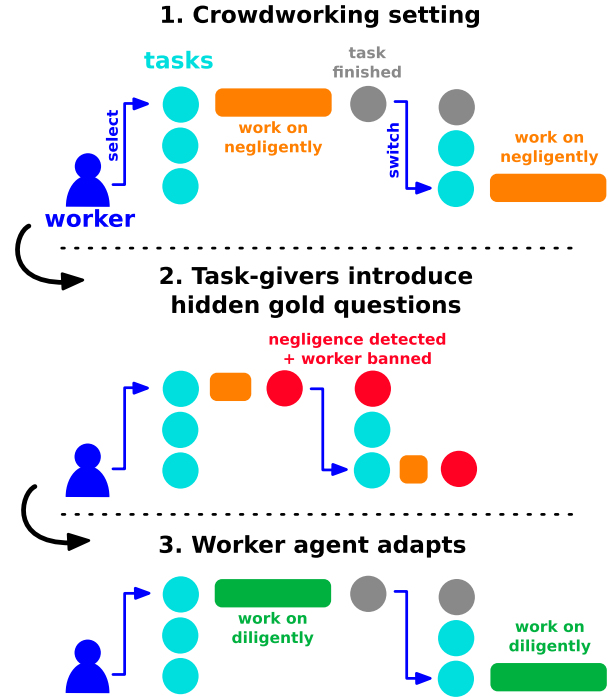 1. Crowdworking setting
tasks
task
finished
select
work on
negligently
switch
work on
negligently
worker
2. Task-givers introduce
hidden gold questions
negligence detected
+ worker banned
3. Worker agent adapts
work on
diligently
work on
diligently